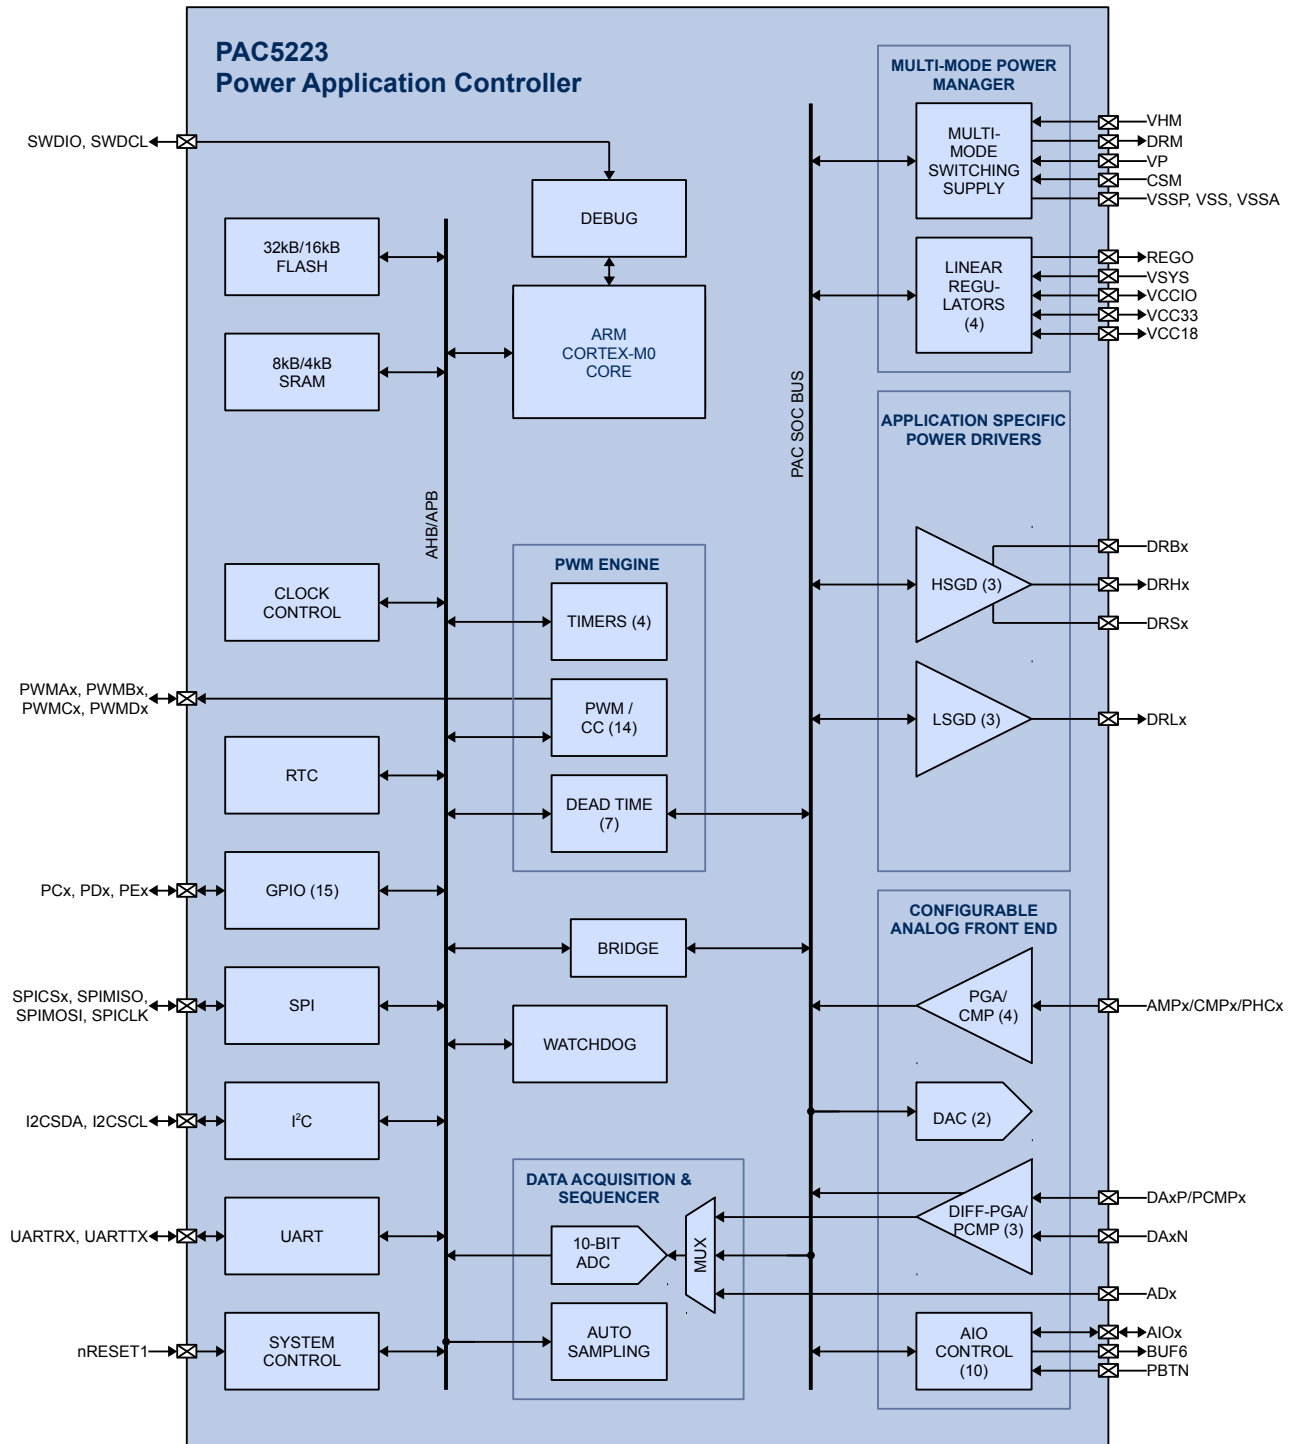 PAC5223
Power Application Controller
SWDIO, SWDCL
DEBUG
32kB/16kB
FLASH
8kB/4kB
SRAM
ARM
CORTEX-M0
CORE
AHB/APB
CLOCK
CONTROL
PWM ENGINE
TIMERS (4)
PWMAx, PWMBx,
PWMCx, PWMDx
PWM /
CC (14)
RTC
DEAD TIME
(7)
PCx, PDx, PEx
GPIO (15)
BRIDGE
SPICSx, SPIMISO,
SPIMOSI, SPICLK
SPI
WATCHDOG
I2CSDA, I2CSCL
I²C
DATA ACQUISITION &
SEQUENCER
UARTRX, UARTTX
UART
10-BIT
ADC
MUX
nRESET1
SYSTEM
CONTROL
AUTO
SAMPLING
PAC SOC BUS
MULTI-MODE POWER
MANAGER
MULTI-
MODE
SWITCHING
SUPPLY
VHM
DRM
VP
CSM
VSSP, VSS, VSSA
LINEAR
REGU-
LATORS
(4)
REGO
VSYS
VCCIO
VCC33
VCC18
APPLICATION SPECIFIC
POWER DRIVERS
HSGD (3)
DRBx
DRHx
DRSx
LSGD (3)
DRLx
CONFIGURABLE
ANALOG FRONT END
PGA/
CMP (4)
AMPx/CMPx/PHCx
DAC (2)
DIFF-PGA/
PCMP (3)
DAxP/PCMPx
DAxN
ADx
AIO
CONTROL
(10)
AIOx
BUF6
PBTN